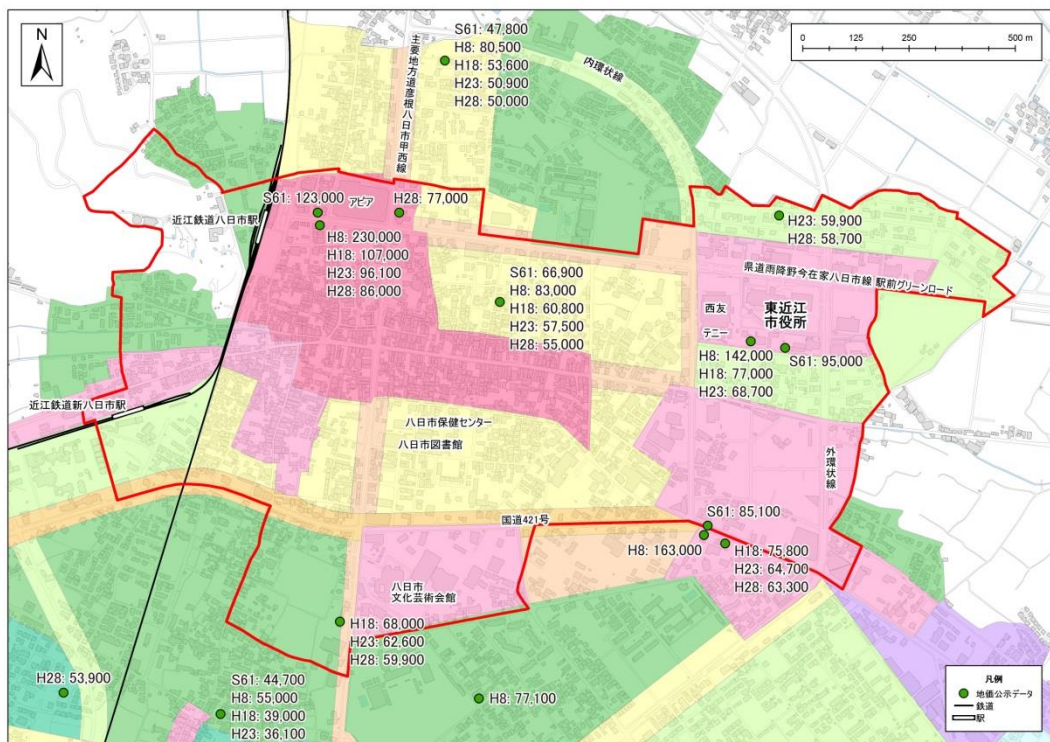 N
S61: 47,800
H8: 80,500
H18: 53,600
H23: 50,900
H28: 50,000
0 125 250 500 m
主要地方道彦根八日市甲西線
内環状線
近江鉄道八日市駅
S61: 123,000
アピア
H28: 77,000
H8: 230,000
H18: 107,000
H23: 96,100
H28: 86,000
H23: 59,900
H28: 58,700
県道雨降野今在家八日市線 駅前グリーンロード
S61: 66,900
H8: 83,000
H18: 60,800
H23: 57,500
H28: 55,000
西友
東近江
市役所
テニー
H8: 142,000
H18: 77,000
H23: 68,700
S61: 95,000
近江鉄道新八日市駅
八日市保健センター
八日市図書館
外環状線
国道421号
S61: 85,100
H8: 163,000
H18: 75,800
H23: 64,700
H28: 63,300
八日市
文化芸術会館
H18: 68,000
H23: 62,600
H28: 59,900
H28: 53,900
S61: 44,700
H8: 55,000
H18: 39,000
H23: 36,100
H8: 77,100
凡例
地価公示データ
鉄道
駅